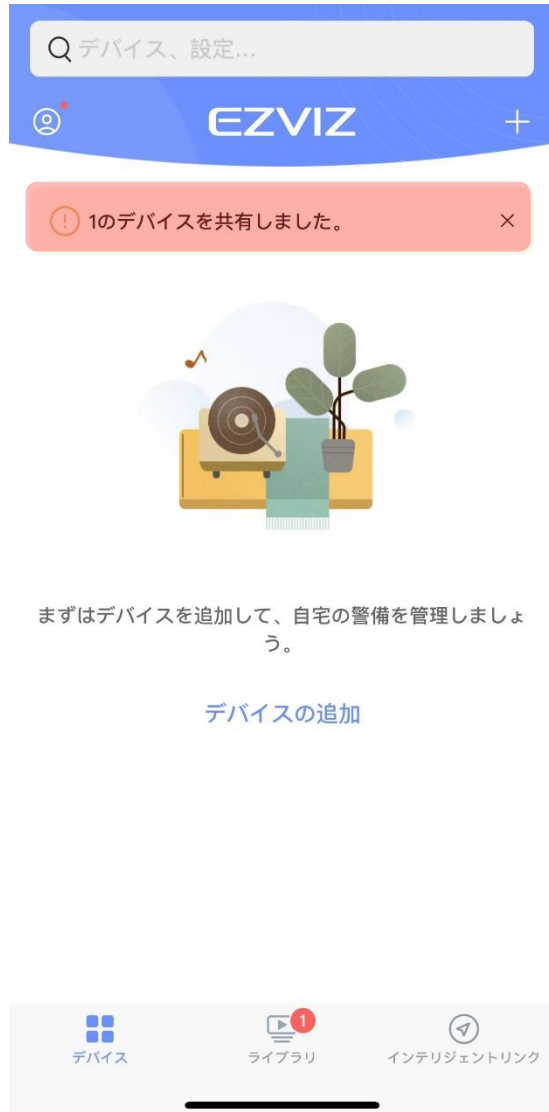 デバイス、設定...
EZVIZ
1のデバイスを共有しました。
まずはデバイスを追加して、自宅の警備を管理しましょ
う。
デバイスの追加
1
デバイス
ライブラリ
インテリジェントリンク